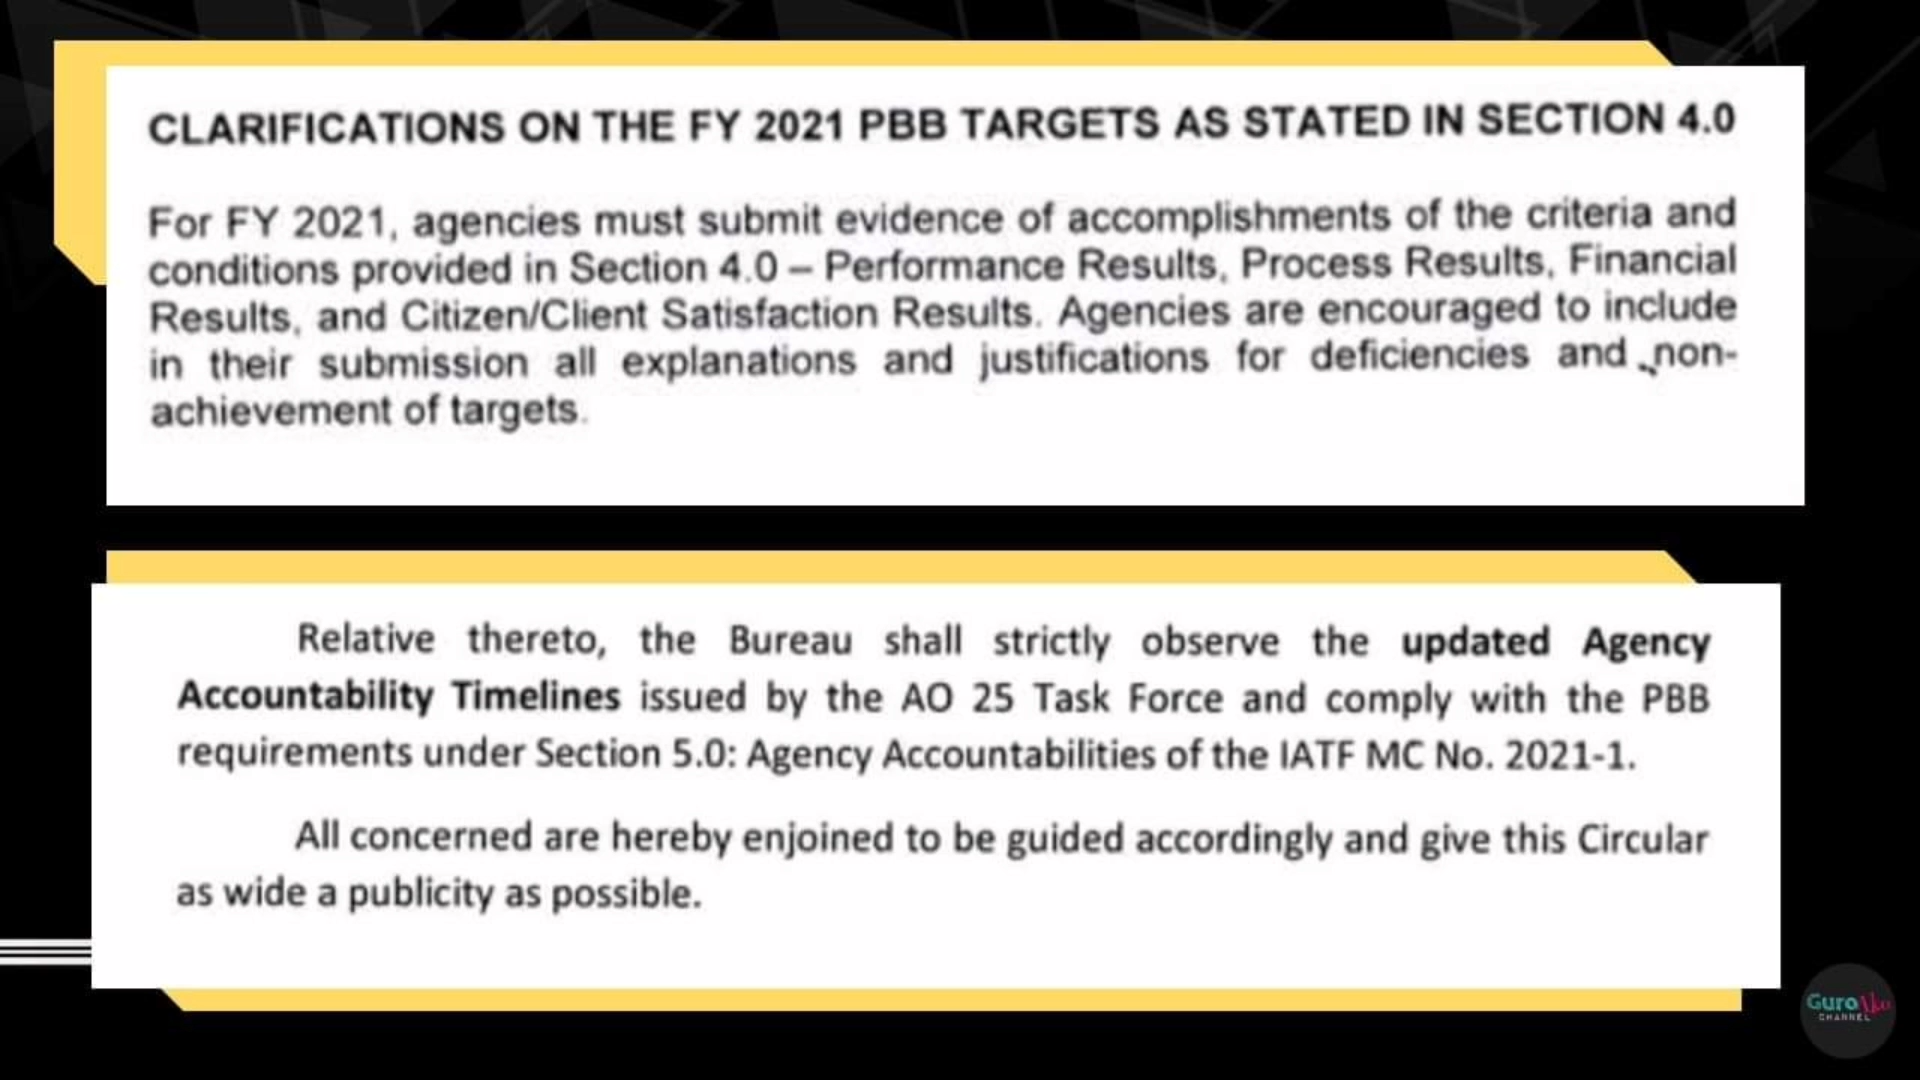 CLARIFICATIONS ON THE FY 2021 PBB TARGETS AS STATED IN SECTION 4.0
For FY 2021, agencies must submit evidence of accomplishments of the criteria and
conditions provided in Section 4.0 – Performance Results, Process Results, Financial
Results, and Citizen/Client Satisfaction Results. Agencies are encouraged to include
in their submission all explanations and justifications for deficiencies and non-
achievement of targets.
Relative thereto, the Bureau shall strictly observe the updated Agency
Accountability Timelines issued by the AO 25 Task Force and comply with the PBB
requirements under Section 5.0: Agency Accountabilities of the IATF MC No. 2021-1.
All concerned are hereby enjoined to be guided accordingly and give this Circular
as wide a publicity as possible.
Guro Ako
CHANNEL